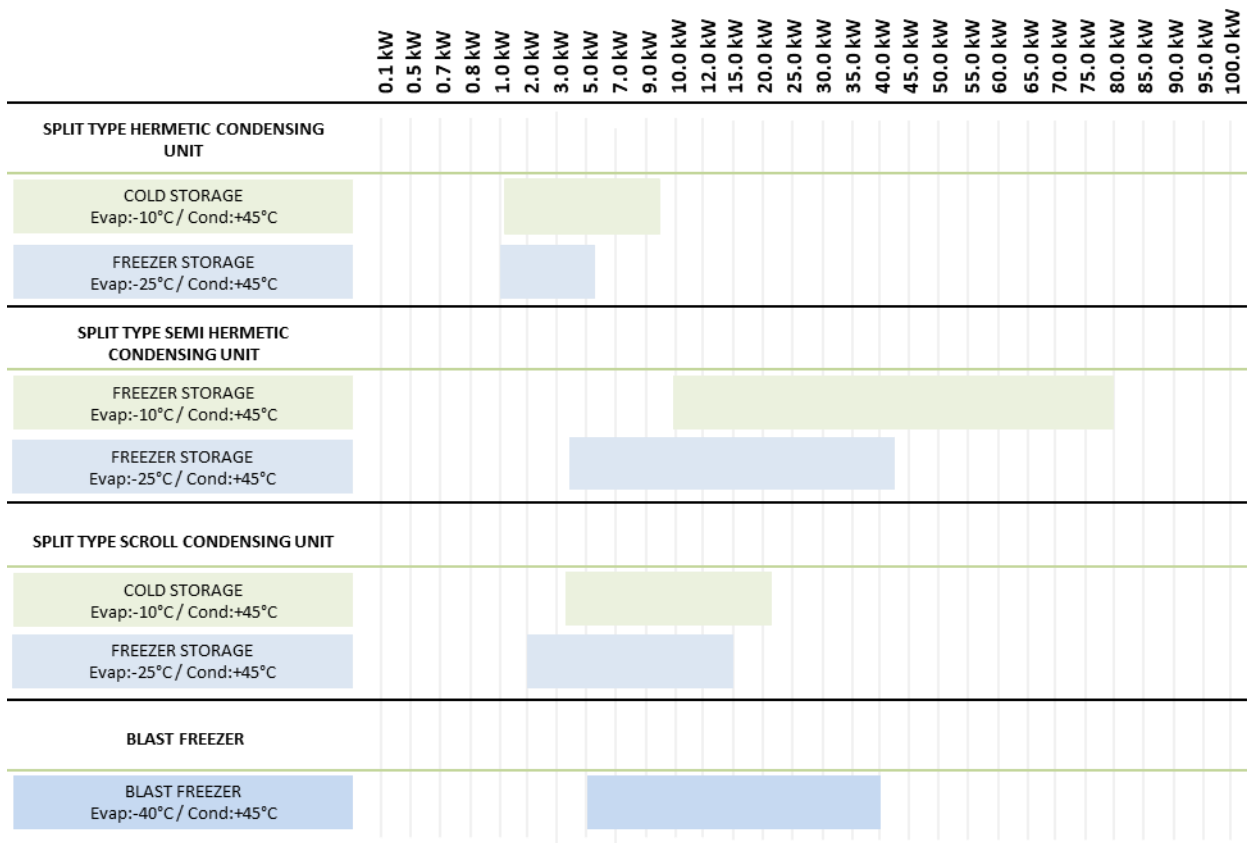 0.1 kW
0.5 kW
0.7 kW
0.8 kW
1.0 kW
2.0 kW
3.0 kW
5.0 kW
7.0 kW
9.0 kW
10.0 kW
12.0 kW
15.0 kW
20.0 kW
25.0 kW
30.0 kW
35.0 kW
40.0 kW
45.0 kW
50.0 kW
55.0 kW
60.0 kW
65.0 kW
70.0 kW
75.0 kW
80.0 kW
85.0 kW
90.0 kW
95.0 kW
100.0 kW
SPLIT TYPE HERMETIC CONDENSING
UNIT
COLD STORAGE
Evap:-10°C / Cond:+45°C
FREEZER STORAGE
Evap:-25°C / Cond:+45°C
SPLIT TYPE SEMI HERMETIC
CONDENSING UNIT
FREEZER STORAGE
Evap:-10°C / Cond:+45°C
FREEZER STORAGE
Evap:-25°C / Cond:+45°C
SPLIT TYPE SCROLL CONDENSING UNIT
COLD STORAGE
Evap:-10°C / Cond:+45°C
FREEZER STORAGE
Evap:-25°C / Cond:+45°C
BLAST FREEZER
BLAST FREEZER
Evap:-40°C / Cond:+45°C